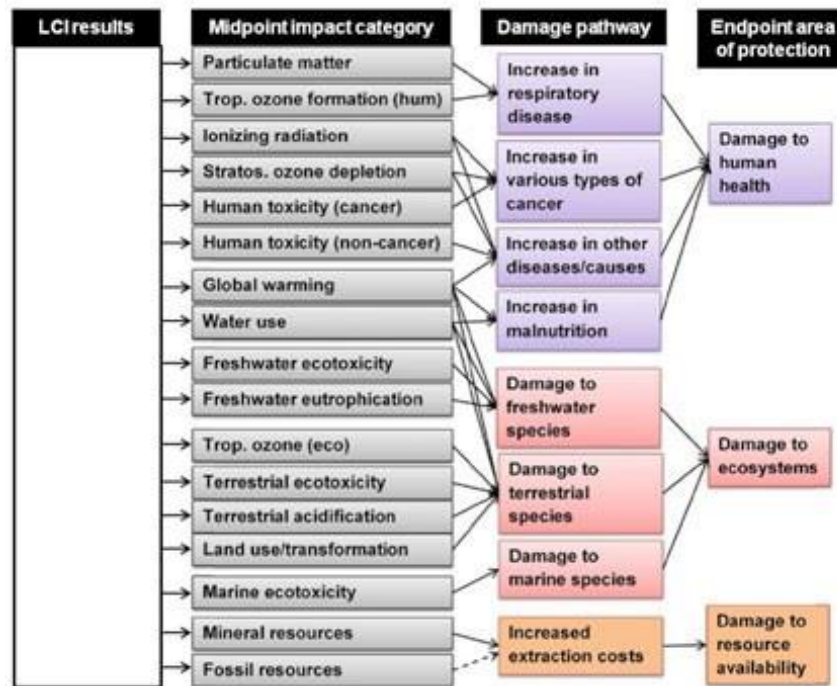 LCI results
Midpoint impact category
Damage pathway
Endpoint area
of protection
Particulate matter
Trop. ozone formation (hum)
Ionizing radiation
Stratos. ozone depletion
Human toxicity (cancer)
Human toxicity (non-cancer)
Global warming
Water use
Freshwater ecotoxicity
Freshwater eutrophication
Trop. ozone (eco)
Terrestrial ecotoxicity
Terrestrial acidification
Land use/transformation
Marine ecotoxicity
Mineral resources
Fossil resources
Increase in
respiratory
disease
Increase in
various types of
cancer
Increase in other
diseases/causes
Increase in
malnutrition
Damage to
freshwater
species
Damage to
terrestrial
species
Damage to
marine species
Increased
extraction costs
Damage to
human
health
Damage to
ecosystems
Damage to
resource
availability